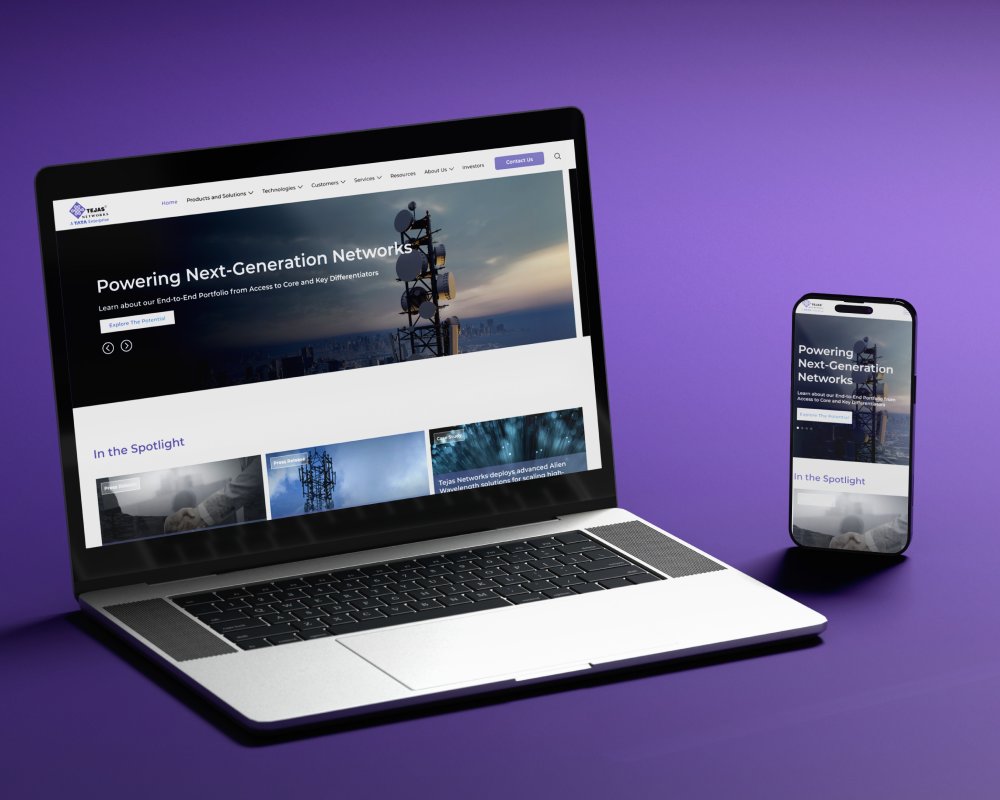 TEJAS
NETWORKS
A TATA Enterprise
Home
Products and Solutions
Technologies
Customers
Services
Resources
About Us
Investors
Contact Us
Powering Next-Generation Networks
Learn about our End-to-End Portfolio from Access to Core and Key Differentiators
Explore The Potential
In the Spotlight
Press Release
Press Release
Case Study
Tejas Networks deploys advanced Alien
Wavelength solutions for scaling high-
TEJAS
Powering
Next-Generation
Networks
Learn about our End-to-End Portfolio from
Access to Core and Key Differentiators
Explore The Potential
In the Spotlight